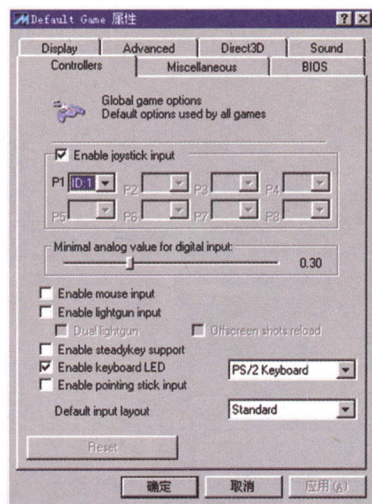 Default Game 属性
Display Advanced Direct3D Sound
Controllers Miscellaneous BIOS
Global game options
Default options used by all games
Enable joystick input
P1 ID:1 P2 P3 P4
P5 P6 P7 P8
Minimal analog value for digital input:
0.30
Enable mouse input
Enable lightgun input
Dual lightgun Offscreen shots reload
Enable steadykey support
Enable keyboard LED PS/2 Keyboard
Enable pointing stick input
Default input layout Standard
Reset
确定 取消 应用(A)